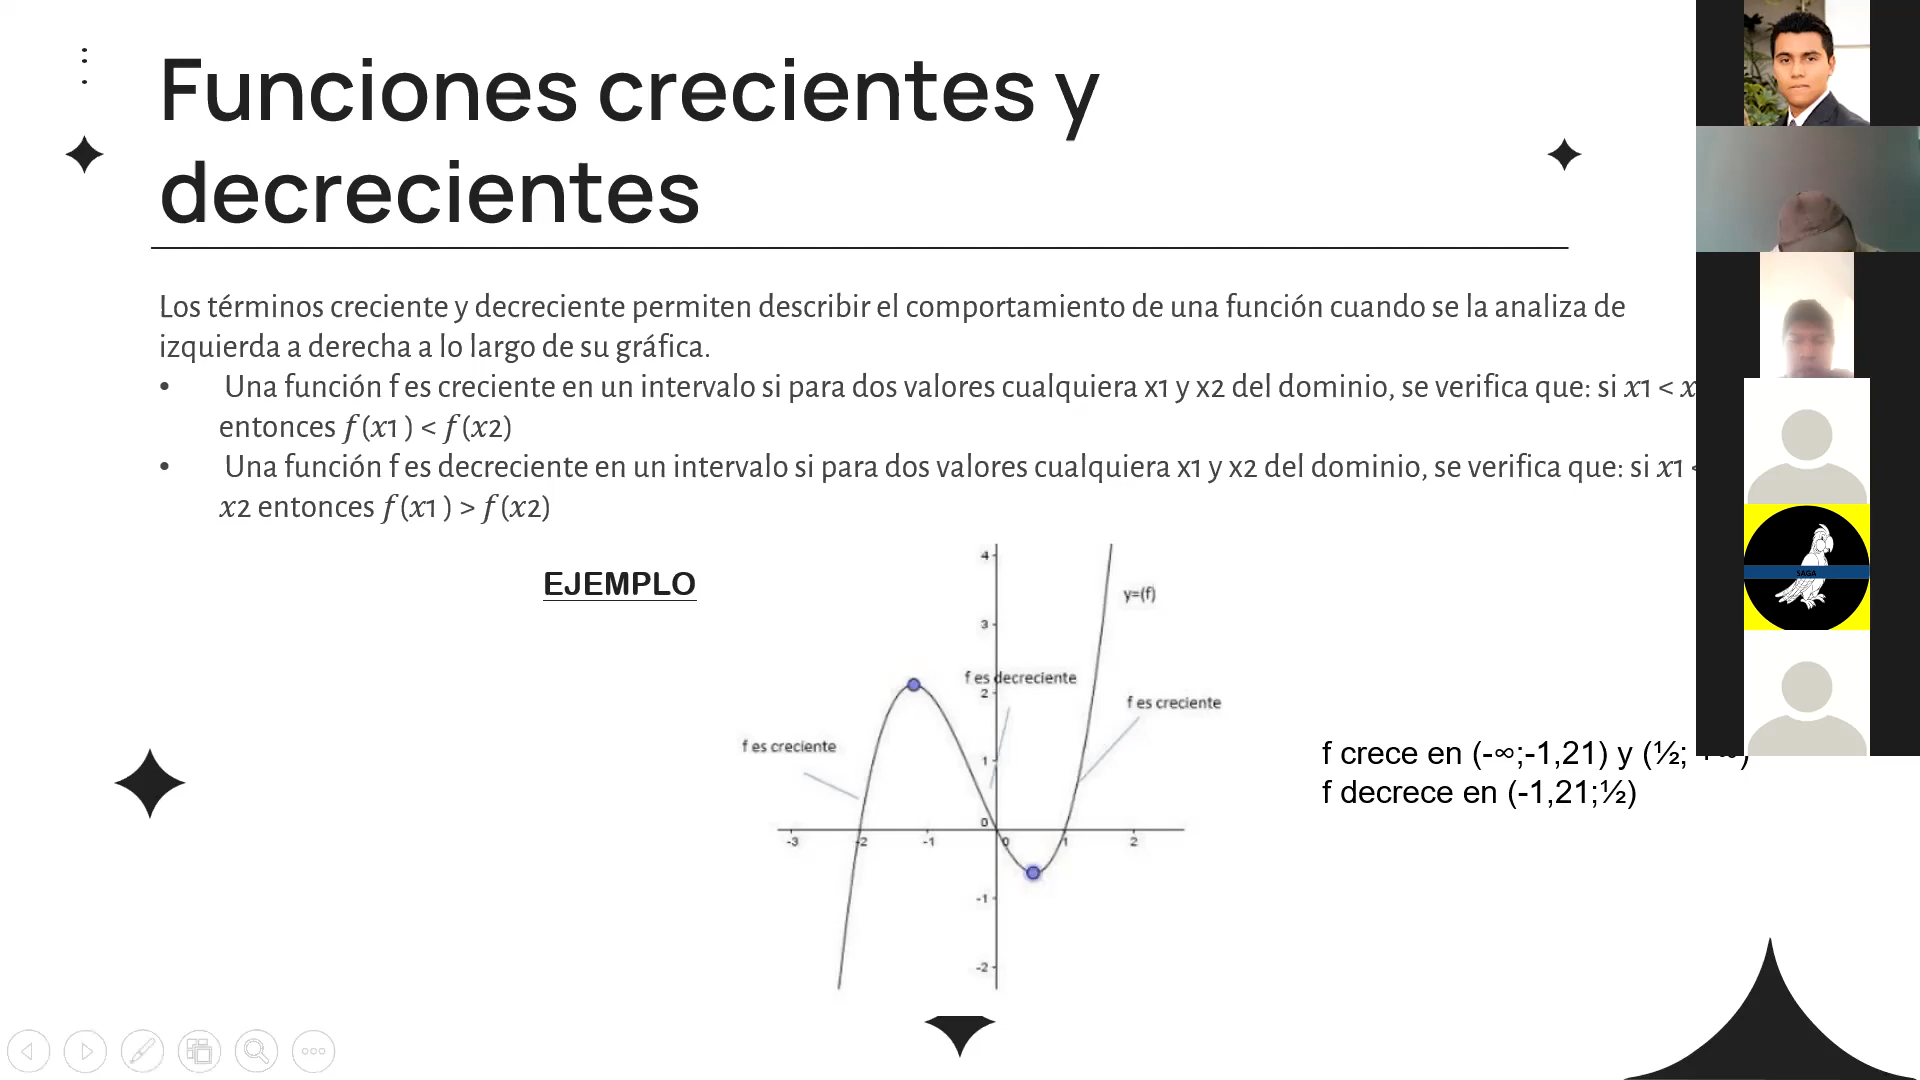 Funciones crecientes y
decrecientes
Los términos creciente y decreciente permiten describir el comportamiento de una función cuando se la analiza de
izquierda a derecha a lo largo de su gráfica.
• Una función f es creciente en un intervalo si para dos valores cualquiera x1 y x2 del dominio, se verifica que: si x1 < x
entonces f (x1 ) < f (x2)
• Una función f es decreciente en un intervalo si para dos valores cualquiera x1 y x2 del dominio, se verifica que: si x1 <
x2 entonces f (x1 ) > f (x2)
EJEMPLO
4
y=(f)
3
f es decreciente
2
f es creciente
f es creciente
1
0
-3 -2 -1 0 1 2
-1
-2
f crece en (-∞;-1,21) y (½;
f decrece en (-1,21;½)
SAGA